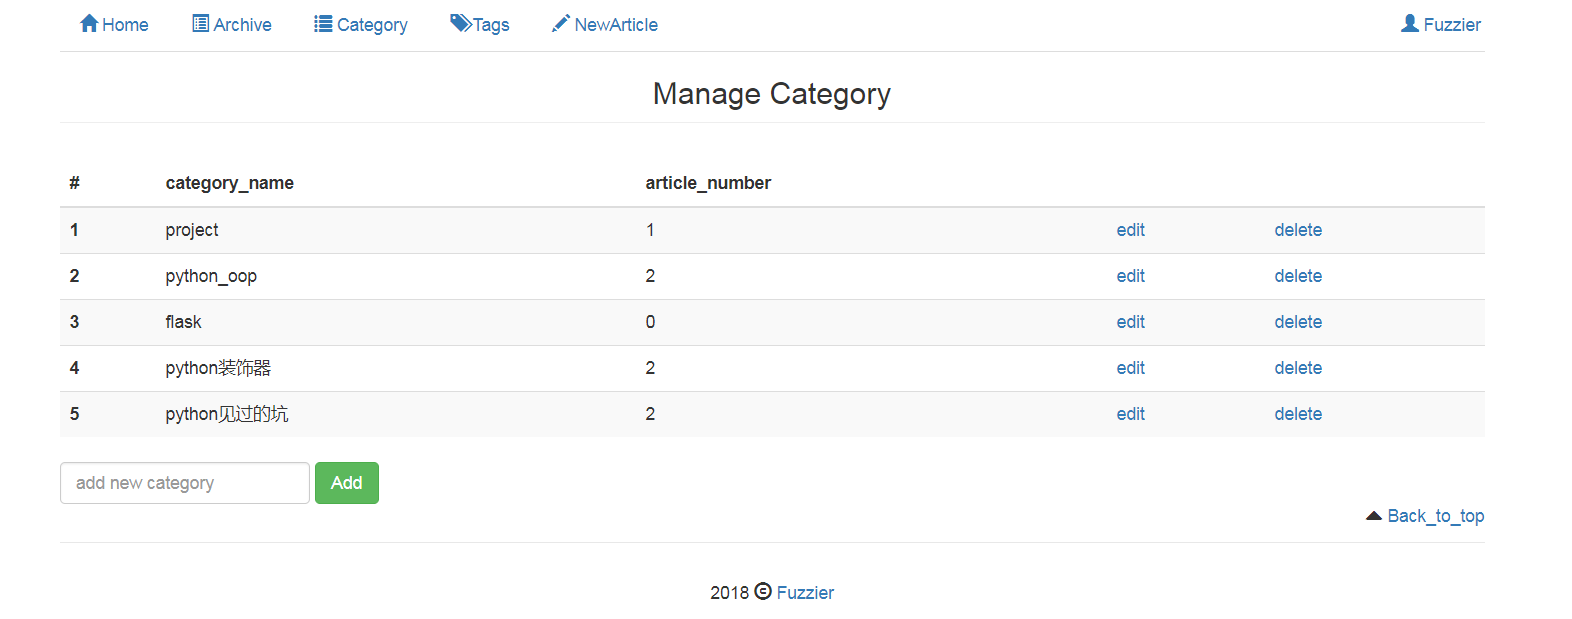 Home Archive Category Tags NewArticle Fuzzier
Manage Category
# category_name article_number
1 project 1 edit delete
2 python_oop 2 edit delete
3 flask 0 edit delete
4 python装饰器 2 edit delete
5 python见过的坑 2 edit delete
add new category Add
Back_to_top
2018 © Fuzzier